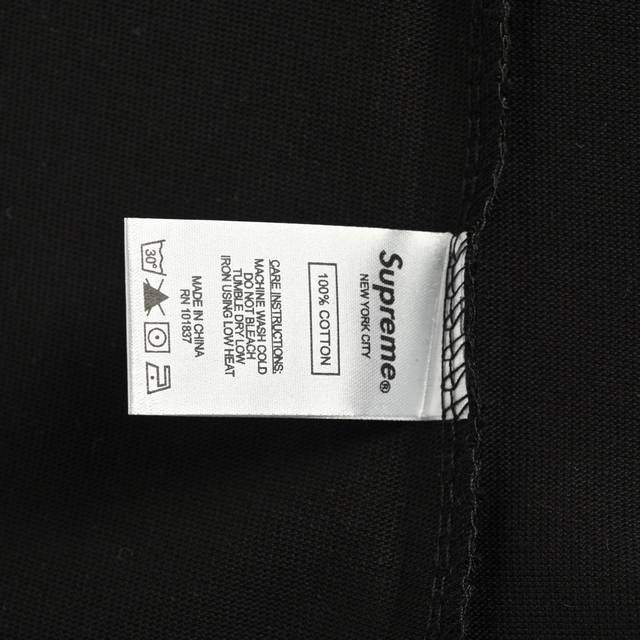 Supreme®
NEW YORK CITY
100% COTTON
CARE INSTRUCTIONS:
MACHINE WASH COLD
DO NOT BLEACH
TUMBLE DRY LOW
IRON USING LOW HEAT
MADE IN CHINA
RN 101837
30°